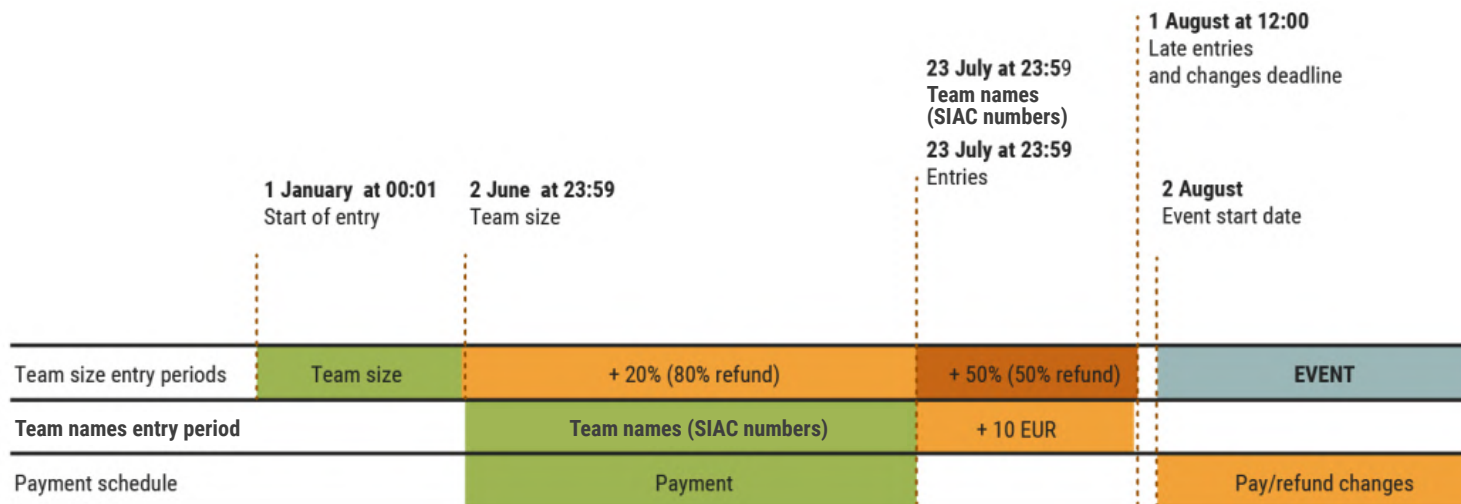 1 August at 12:00
Late entries
and changes deadline
23 July at 23:59
Team names
(SIAC numbers)
23 July at 23:59
Entries
1 January at 00:01
Start of entry
2 June at 23:59
Team size
2 August
Event start date
Team size entry periods
Team size
+ 20% (80% refund)
+ 50% (50% refund)
EVENT
Team names entry period
Team names (SIAC numbers)
+ 10 EUR
Payment schedule
Payment
Pay/refund changes